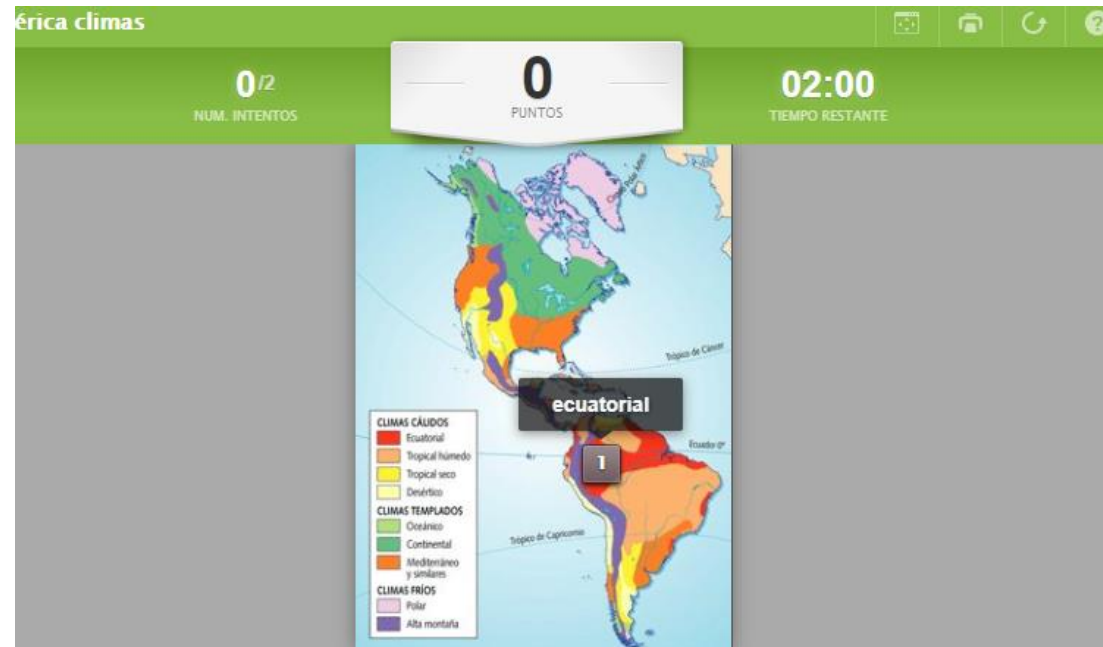 érica climas
0/2
NUM. INTENTOS
0
PUNTOS
02:00
TIEMPO RESTANTE
Polar Ártico
Trópico de Cáncer
ecuatorial
1
Ecuador 0º
Trópico de Capricornio
CLIMAS CÁLIDOS
Ecuatorial
Tropical húmedo
Tropical seco
Desértico
CLIMAS TEMPLADOS
Oceánico
Continental
Mediterráneo
y similares
CLIMAS FRÍOS
Polar
Alta montaña